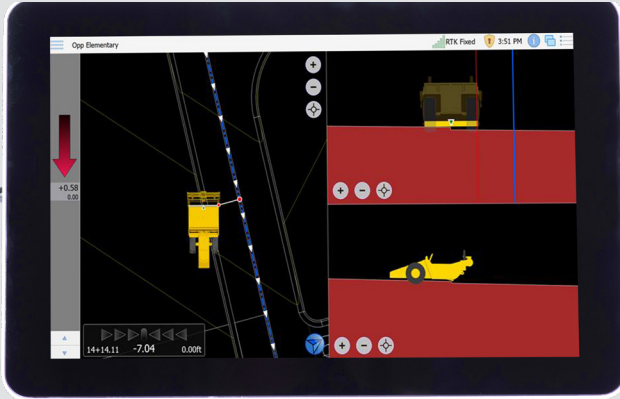 Opp Elementary
RTK Fixed
3:51 PM
+0.58
0.00
14+14.11 -7.04 0.00ft